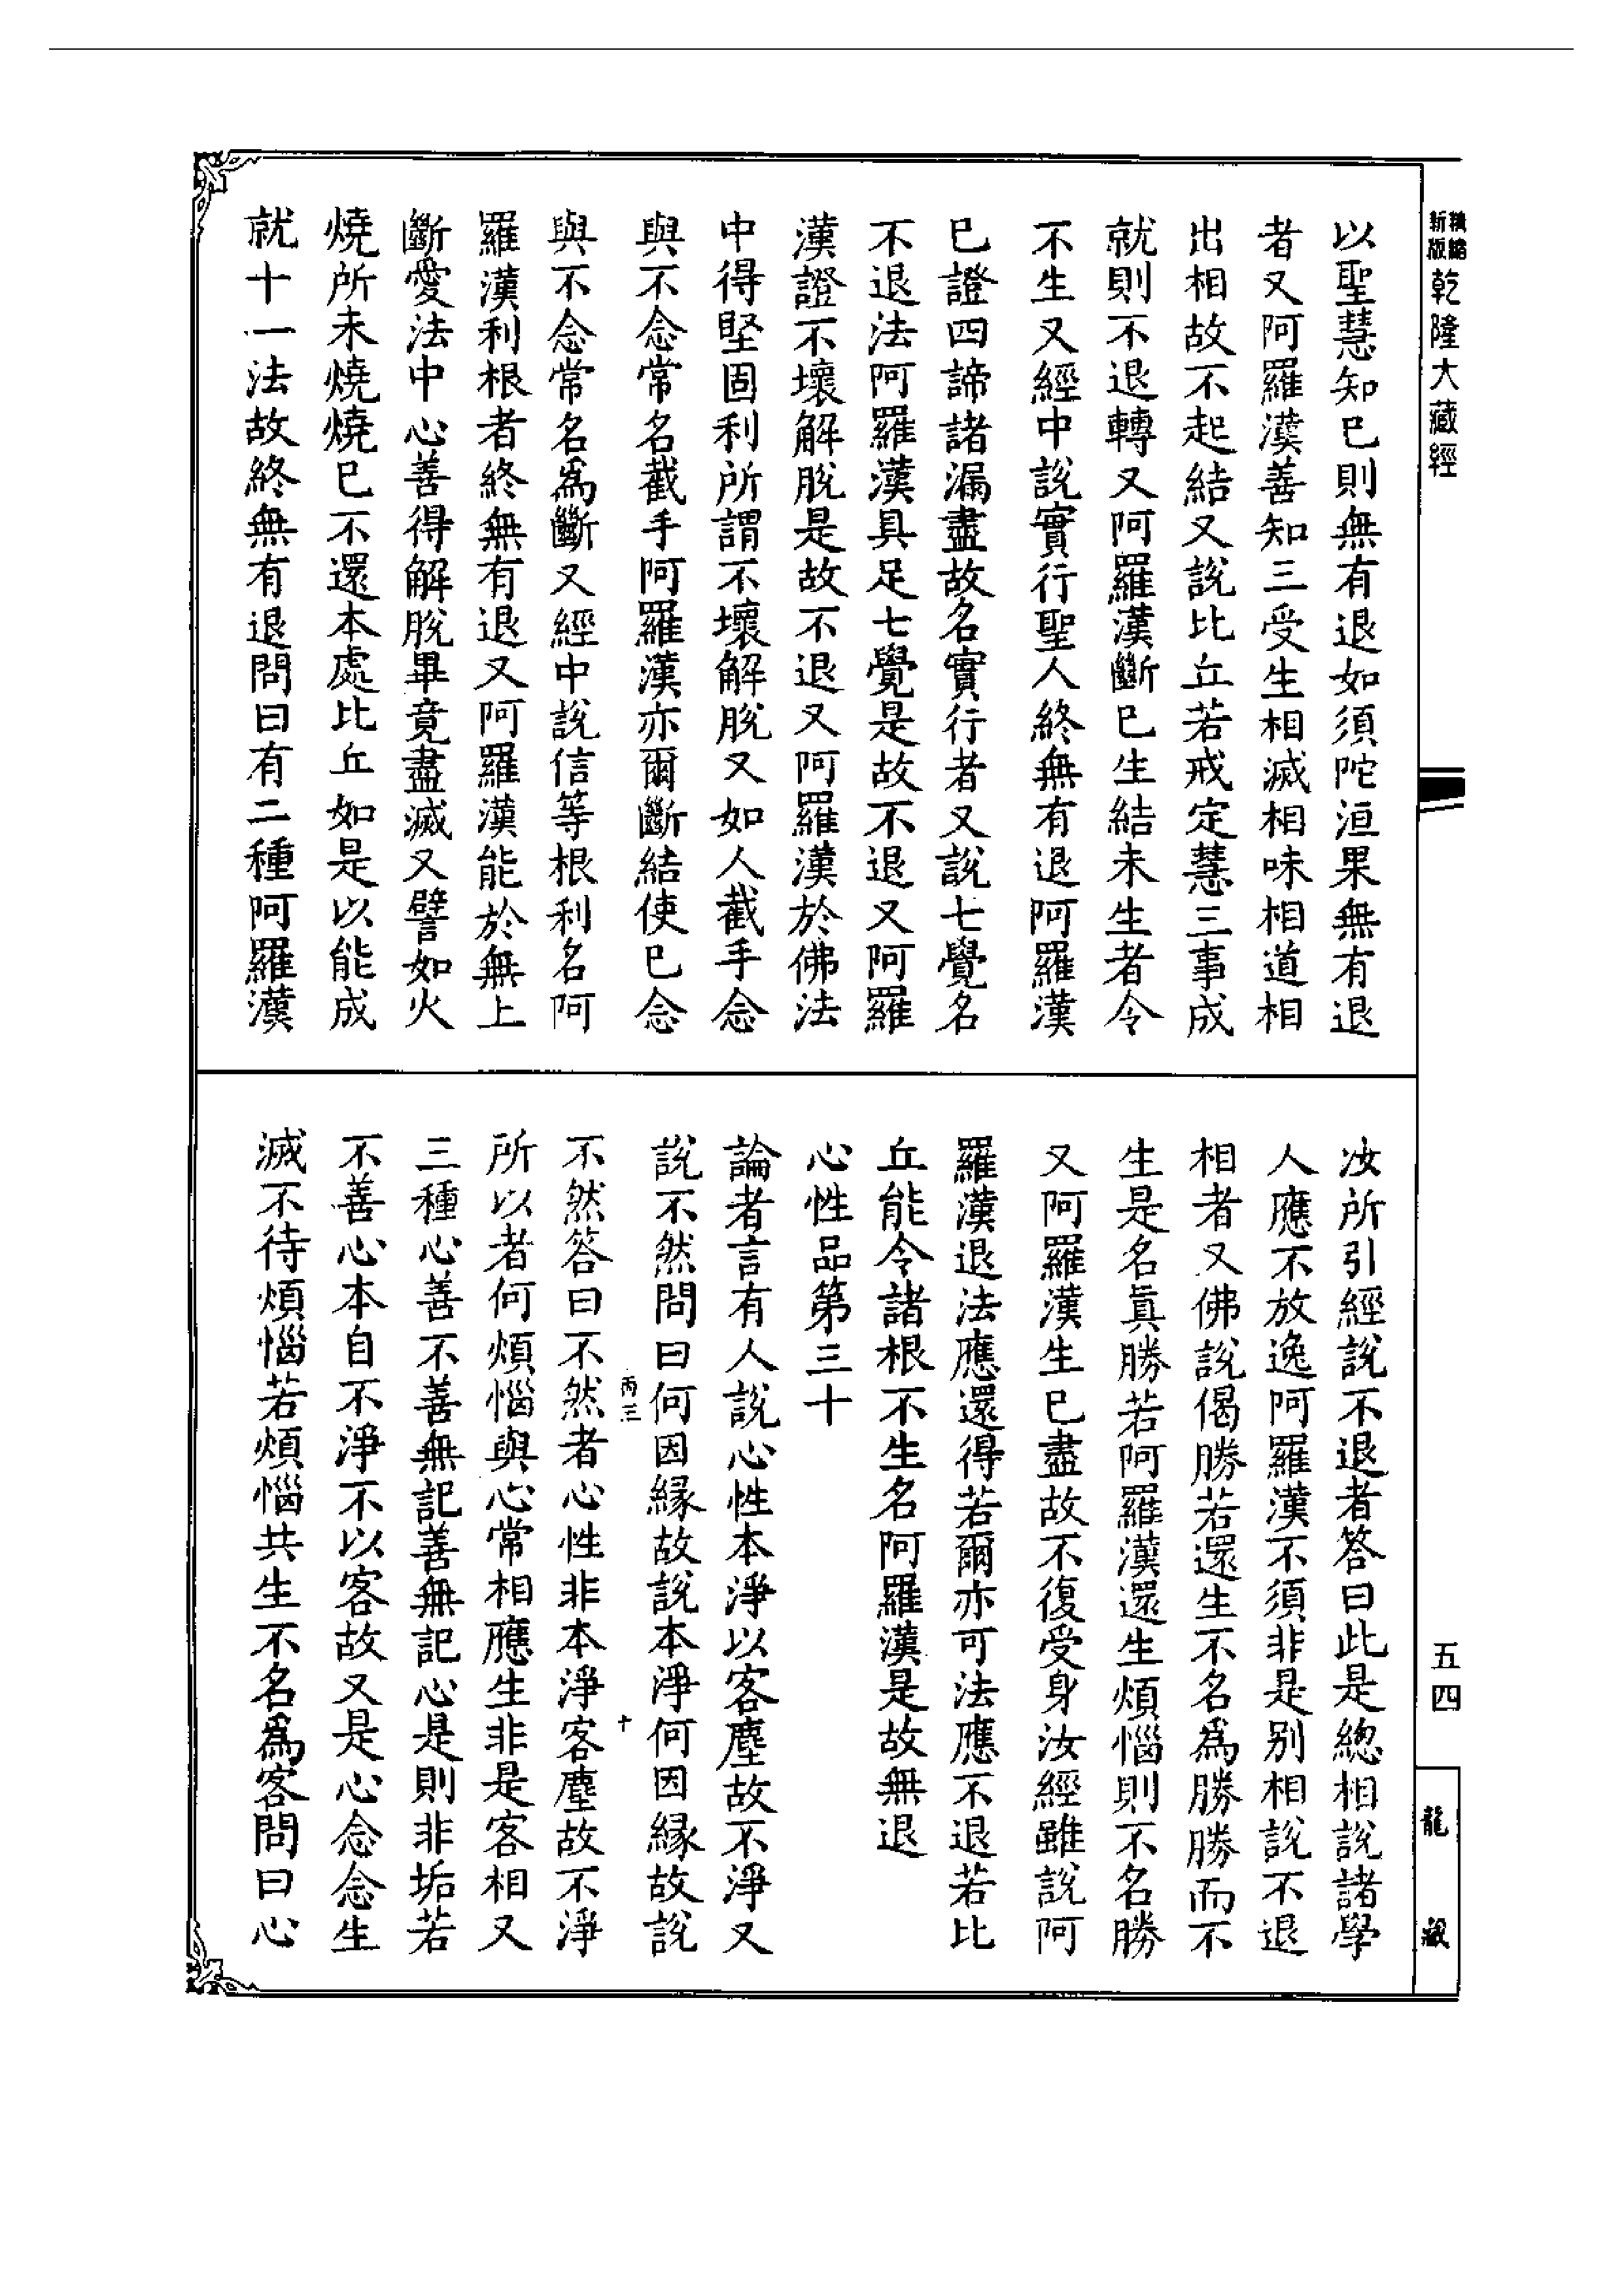 精縮
新版
乾隆大藏經
以聖慧知已則無有退如須陀洹果無有退
者又阿羅漢善知三受生相滅相味相道相
出相故不起結又說比丘若戒定慧三事成
就則不退轉又阿羅漢斷已生結未生者令
不生又經中說實行聖人終無有退阿羅漢
已證四諦諸漏盡故名實行者又說七覺名
不退法阿羅漢具足七覺是故不退又阿羅
漢證不壞解脫是故不退又阿羅漢於佛法
中得堅固利所謂不壞解脫又如人截手念
與不念常名截手阿羅漢亦爾斷結使已念
與不念常名為斷又經中說信等根利名阿
羅漢利根者終無有退又阿羅漢能於無上
斷愛法中心善得解脫畢竟盡滅又譬如火
燒所未燒燒已不還本處比丘如是以能成
就十一法故終無有退問曰有二種阿羅漢
汝所引經說不退者答曰此是總相說諸學
人應不放逸阿羅漢不須非是别相說不退
相者又佛說偈勝若還生不名為勝勝而不
生是名眞勝若阿羅漢還生煩惱則不名勝
又阿羅漢生已盡故不復受身汝經雖說阿
羅漢退法應還得若爾亦可法應不退若比
丘能令諸根不生名阿羅漢是故無退
心性品第三十
論者言有人說心性本淨以客塵故不淨又
說不然問曰何因緣故說本淨何因緣故說
丙三
十
不然答曰不然者心性非本淨客塵故不淨
所以者何煩惱與心常相應生非是客相又
三種心善不善無記善無記心是則非垢若
不善心本自不淨不以客故又是心念念生
滅不待煩惱若煩惱共生不名為客問曰心
五四
龍藏